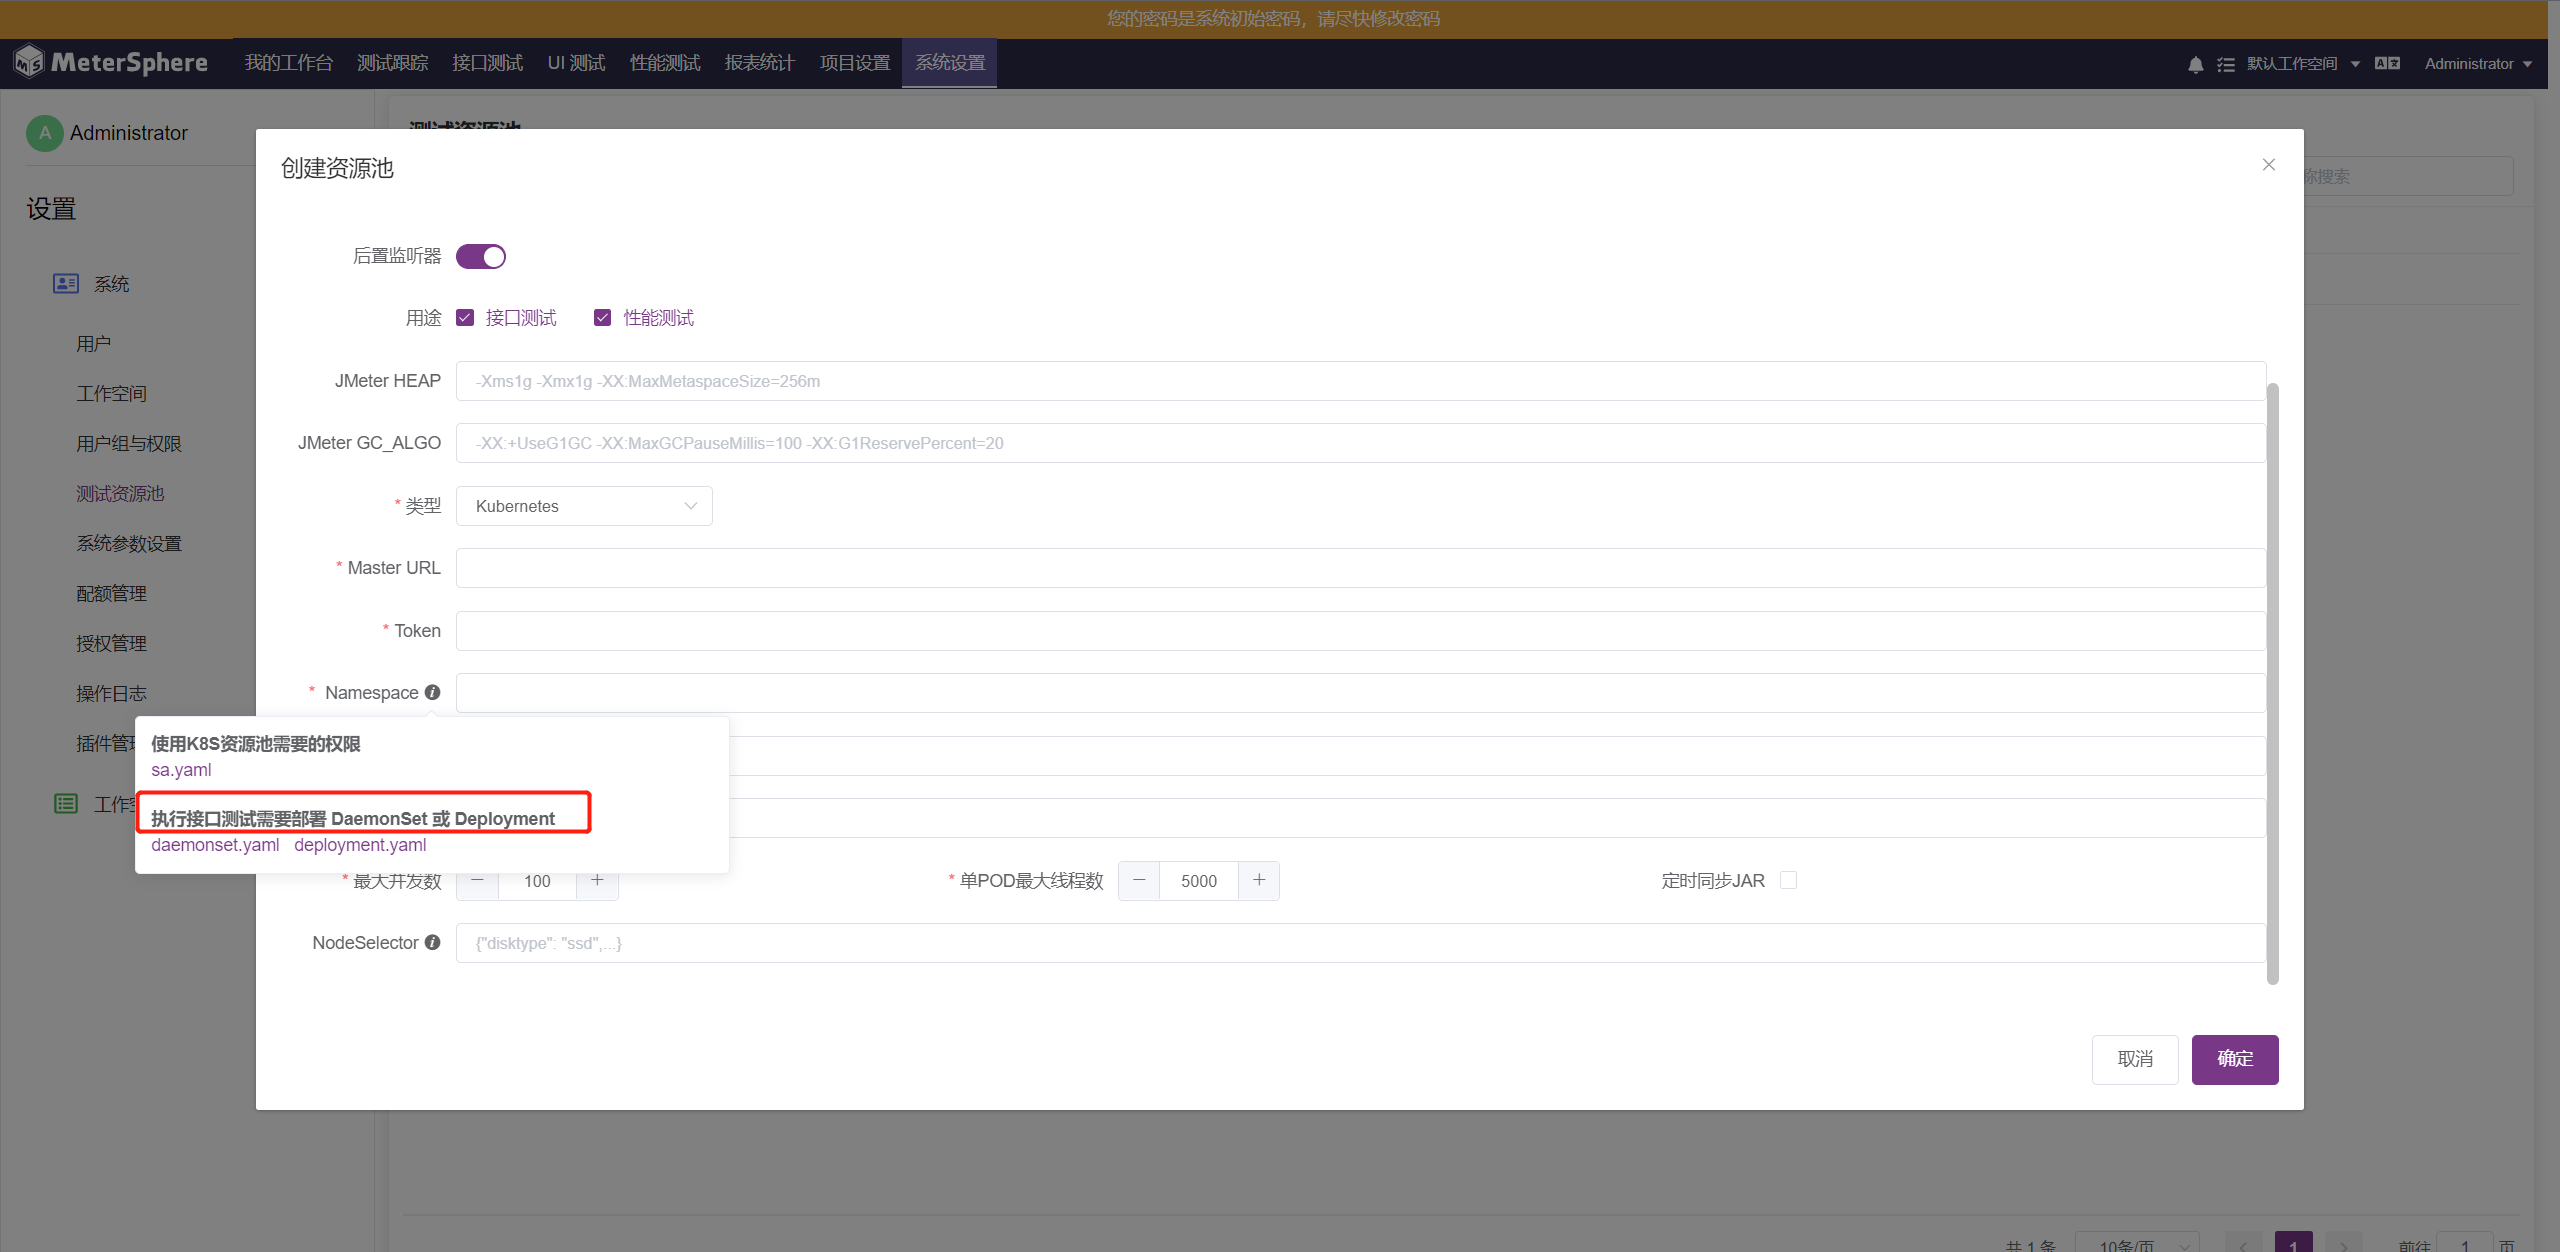 您的密码是系统初始密码，请尽快修改密码
MeterSphere 我的工作台 测试跟踪 接口测试 UI 测试 性能测试 报表统计 项目设置 系统设置 默认工作空间 Administrator
A Administrator
测试资源池
创建资源池
称搜索
设置
后置监听器
系统
用途 接口测试 性能测试
用户
JMeter HEAP -Xms1g -Xmx1g -XX:MaxMetaspaceSize=256m
工作空间
JMeter GC_ALGO -XX:+UseG1GC -XX:MaxGCPauseMillis=100 -XX:G1ReservePercent=20
用户组与权限
测试资源池
* 类型 Kubernetes
系统参数设置
* Master URL
配额管理
* Token
授权管理
* Namespace
操作日志
插件管理
使用K8S资源池需要的权限
sa.yaml
工作空
执行接口测试需要部署 DaemonSet 或 Deployment
daemonset.yaml deployment.yaml
* 最大并发数 100 * 单POD最大线程数 5000 定时同步JAR
NodeSelector {"disktype": "ssd",...}
取消 确定
共 1 条 10条/页 1 前往 1 页